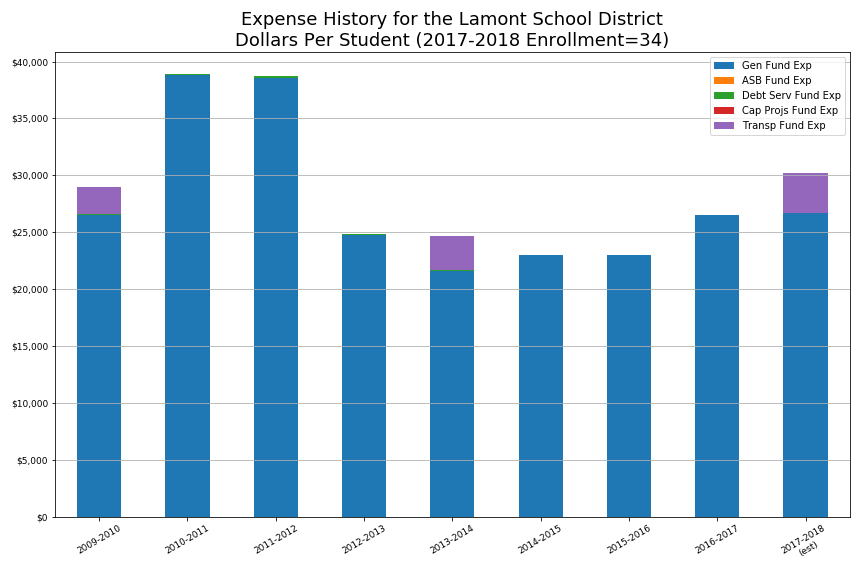 Expense History for the Lamont School District
Dollars Per Student (2017-2018 Enrollment=34)
Gen Fund Exp
ASB Fund Exp
Debt Serv Fund Exp
Cap Projs Fund Exp
Transp Fund Exp
$40,000
$35,000
$30,000
$25,000
$20,000
$15,000
$10,000
$5,000
$0
2009-2010
2010-2011
2011-2012
2012-2013
2013-2014
2014-2015
2015-2016
2016-2017
2017-2018
(est)